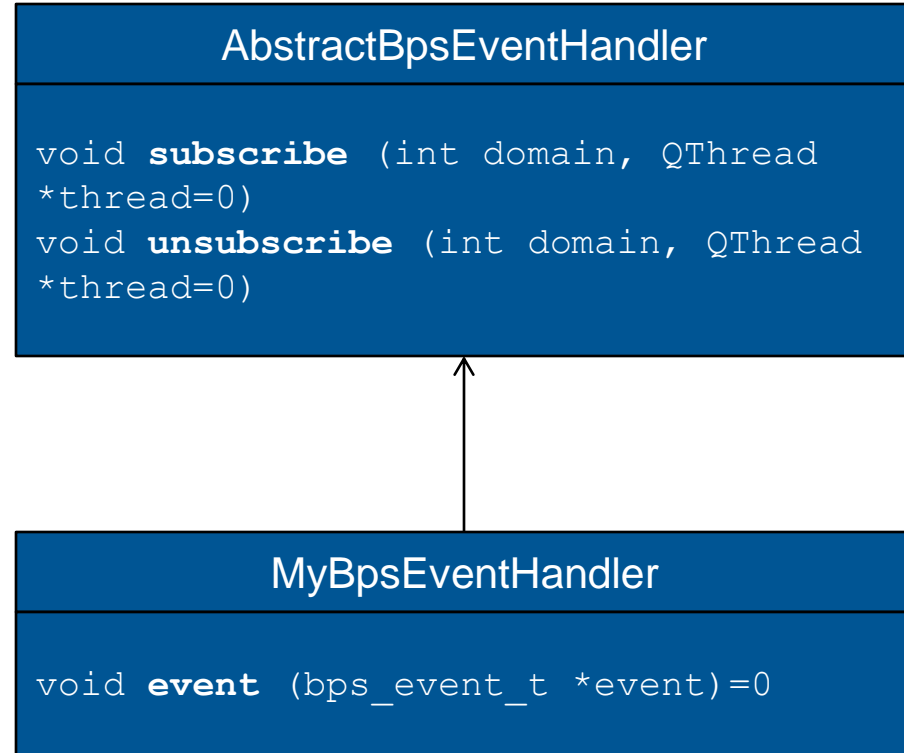 AbstractBpsEventHandler
void subscribe (int domain, QThread
*thread=0)
void unsubscribe (int domain, QThread
*thread=0)
MyBpsEventHandler
void event (bps_event_t *event)=0